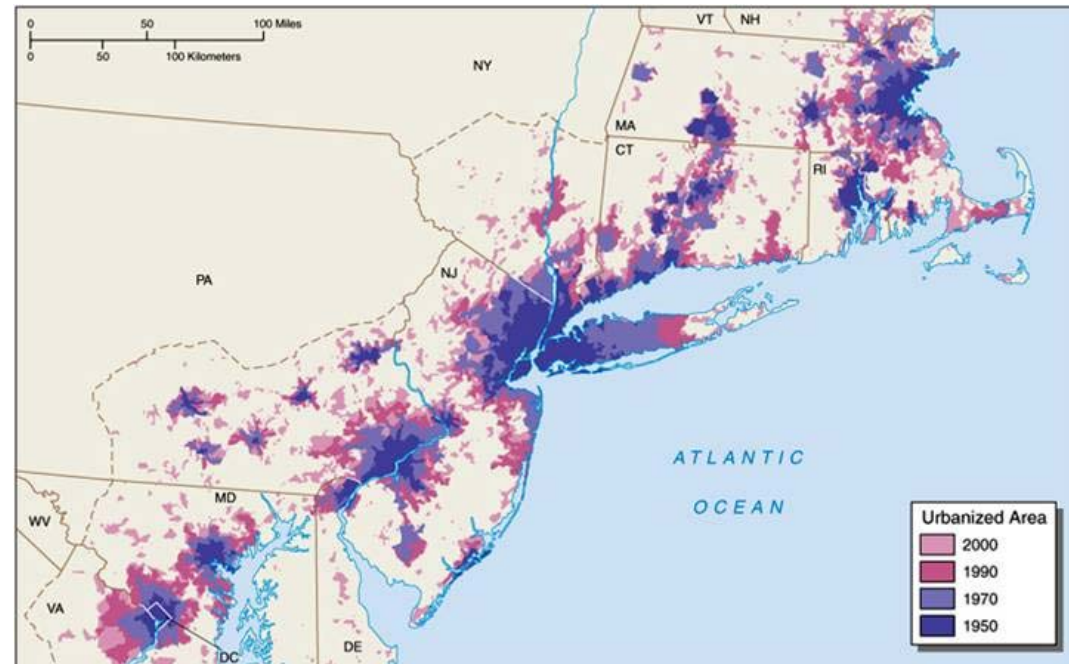 0 50 100 Miles
0 50 100 Kilometers
VT NH
NY
MA
CT
RI
NJ
PA
ATLANTIC
OCEAN
MD
WV
VA
DC
DE
Urbanized Area
2000
1990
1970
1950